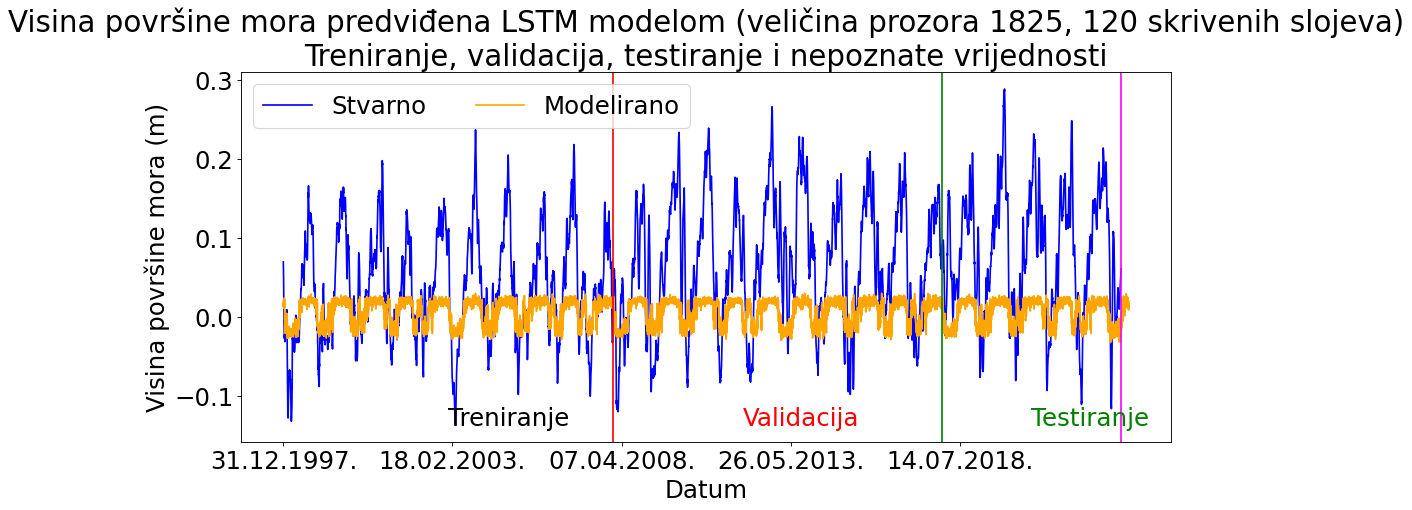 Visina površine mora predviđena LSTM modelom (veličina prozora 1825, 120 skrivenih slojeva)
Treniranje, validacija, testiranje i nepoznate vrijednosti
Stvarno Modelirano
Visina površine mora (m)
0.3
0.2
0.1
0.0
−0.1
Treniranje Validacija Testiranje
31.12.1997. 18.02.2003. 07.04.2008. 26.05.2013. 14.07.2018.
Datum